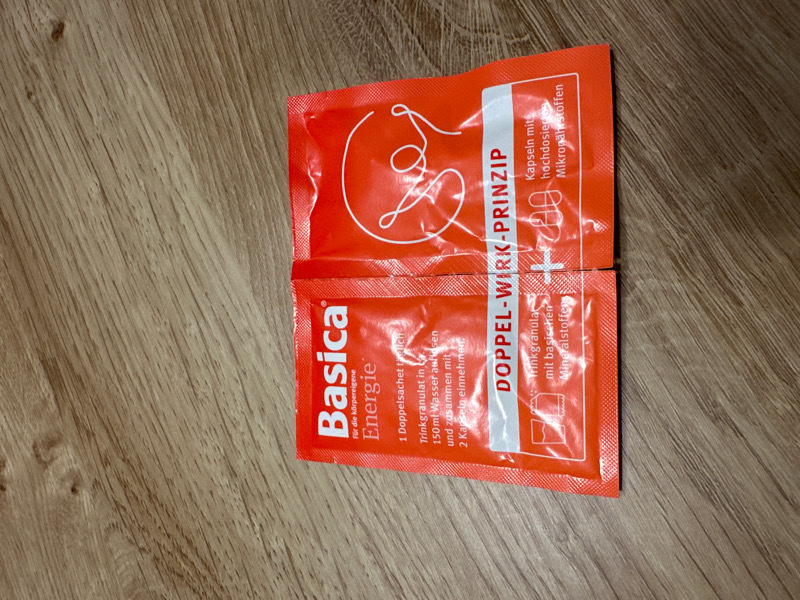 Basica®
Für die körpereigene
Energie*
1 Doppelsachet täglich:
Trinkgranulat in ca.
150 ml Wasser auflösen
und zusammen mit
2 Kapseln einnehmen.
DOPPEL-WIRK-PRINZIP
Trinkgranulat
mit basischen
Mineralstoffen
+
Kapseln mit
hochdosierten
Mikronährstoffen